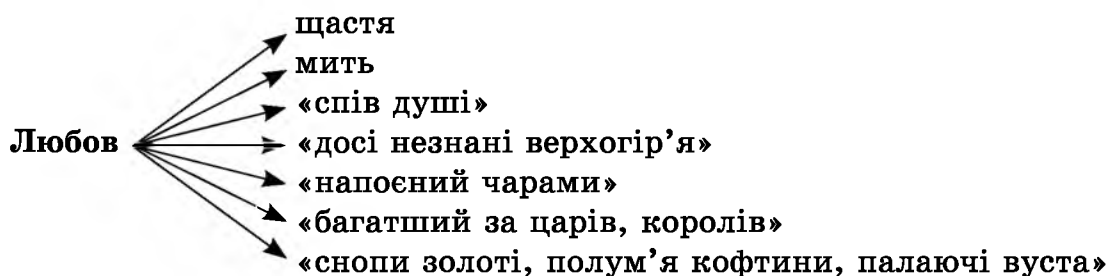 щастя
мить
«спів душі»
Любов
«досі незнані верхогір’я»
«напоєний чарами»
«багатший за царів, королів»
«снопи золоті, полум’я кофтини, палаючі вуста»